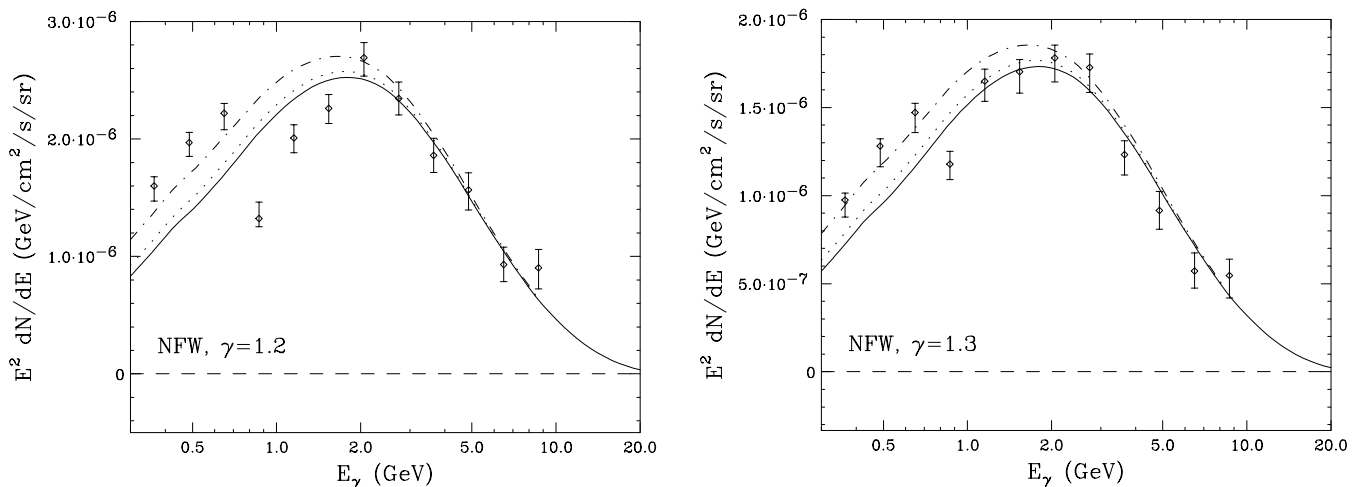 3.0·10⁻⁶
2.0·10⁻⁶
1.0·10⁻⁶
0
E² dN/dE (GeV/cm²/s/sr)
NFW, γ=1.2
0.5 1.0 2.0 5.0 10.0 20.0
E_γ (GeV)
2.0·10⁻⁶
1.5·10⁻⁶
1.0·10⁻⁶
5.0·10⁻⁷
0
E² dN/dE (GeV/cm²/s/sr)
NFW, γ=1.3
0.5 1.0 2.0 5.0 10.0 20.0
E_γ (GeV)